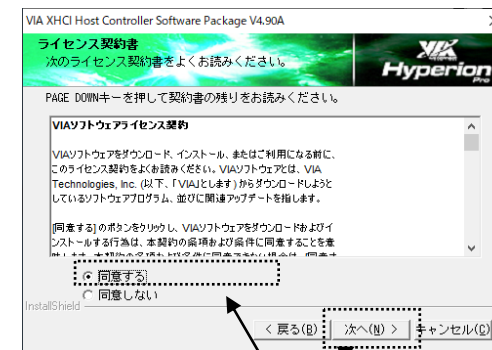 VIA XHCI Host Controller Software Package V4.90A
ライセンス契約書
次のライセンス契約書をよくお読みください。
XIK
Hyperion
Pro
PAGE DOWNキーを押して契約書の残りをお読みください。
VIAソフトウェアライセンス契約
VIAソフトウェアをダウンロード、インストール、またはご利用になる前に、
このライセンス契約をよくお読みください。VIAソフトウェアとは、VIA
Technologies, Inc. (以下、「VIA」とします)からダウンロードしようと
しているソフトウェアプログラム、並びに関連アップデートを指します。
[同意する]のボタンをクリックし、VIAソフトウェアをダウンロードおよびイ
ンストールする行為は、本契約の条項および条件に同意することを意
同意する
同意しない
InstallShield
< 戻る(B)
次へ(N) >
キャンセル(C)